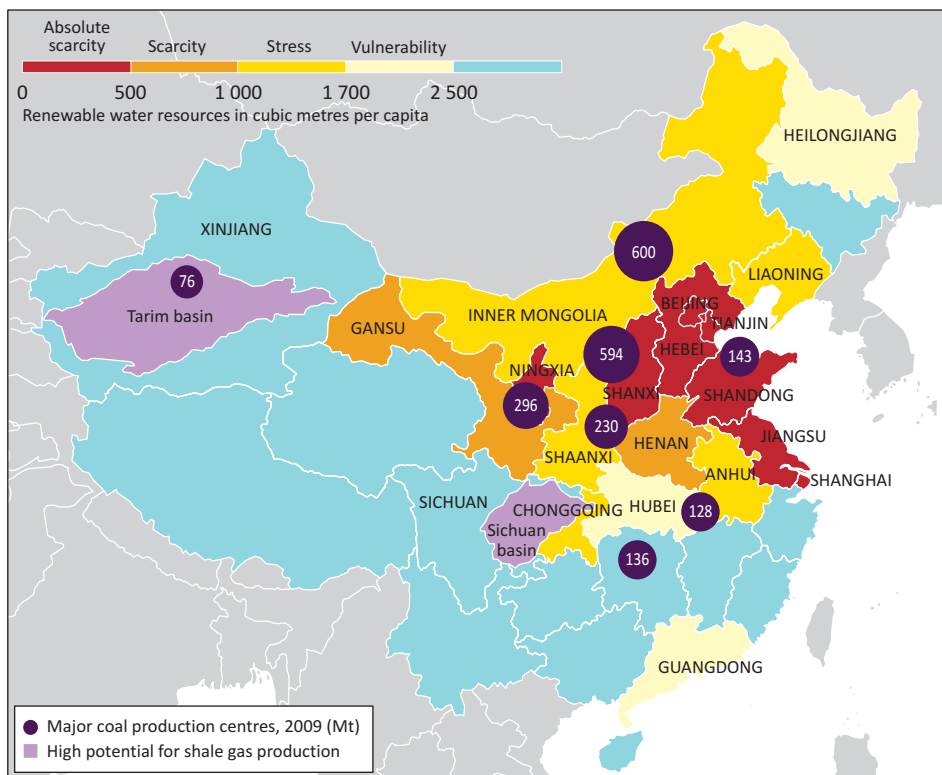 Absolute
scarcity
Scarcity
Stress
Vulnerability
0
500
1 000
1 700
2 500
Renewable water resources in cubic metres per capita
HEILONGJIANG
XINJIANG
76
Tarim basin
600
LIAONING
BEIJING
INNER MONGOLIA
TIANJIN
GANSU
594
HEBEI
143
NINGXIA
SHANXI
SHANDONG
296
230
HENAN
JIANGSU
SHAANXI
ANHUI
SHANGHAI
SICHUAN
CHONGGQING
HUBEI
128
Sichuan
basin
136
GUANGDONG
Major coal production centres, 2009 (Mt)
High potential for shale gas production